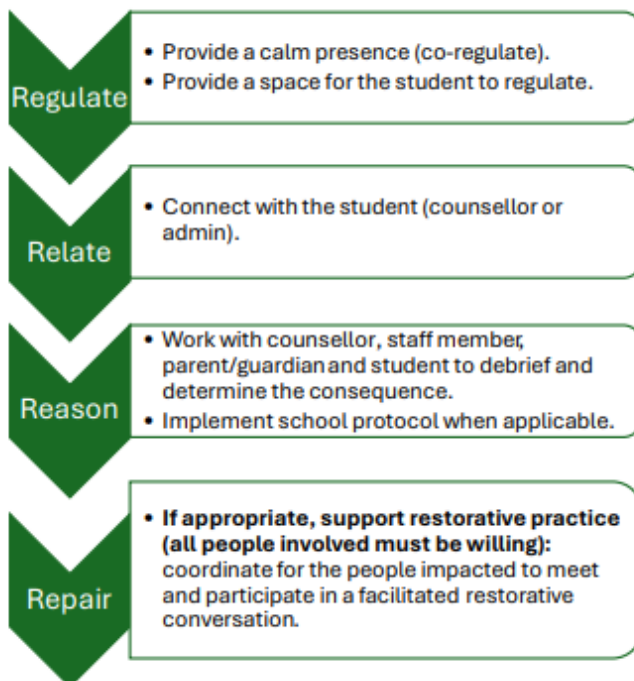 Regulate
• Provide a calm presence (co-regulate).
• Provide a space for the student to regulate.
Relate
• Connect with the student (counsellor or
admin).
Reason
• Work with counsellor, staff member,
parent/guardian and student to debrief and
determine the consequence.
• Implement school protocol when applicable.
Repair
• If appropriate, support restorative practice
(all people involved must be willing):
coordinate for the people impacted to meet
and participate in a facilitated restorative
conversation.